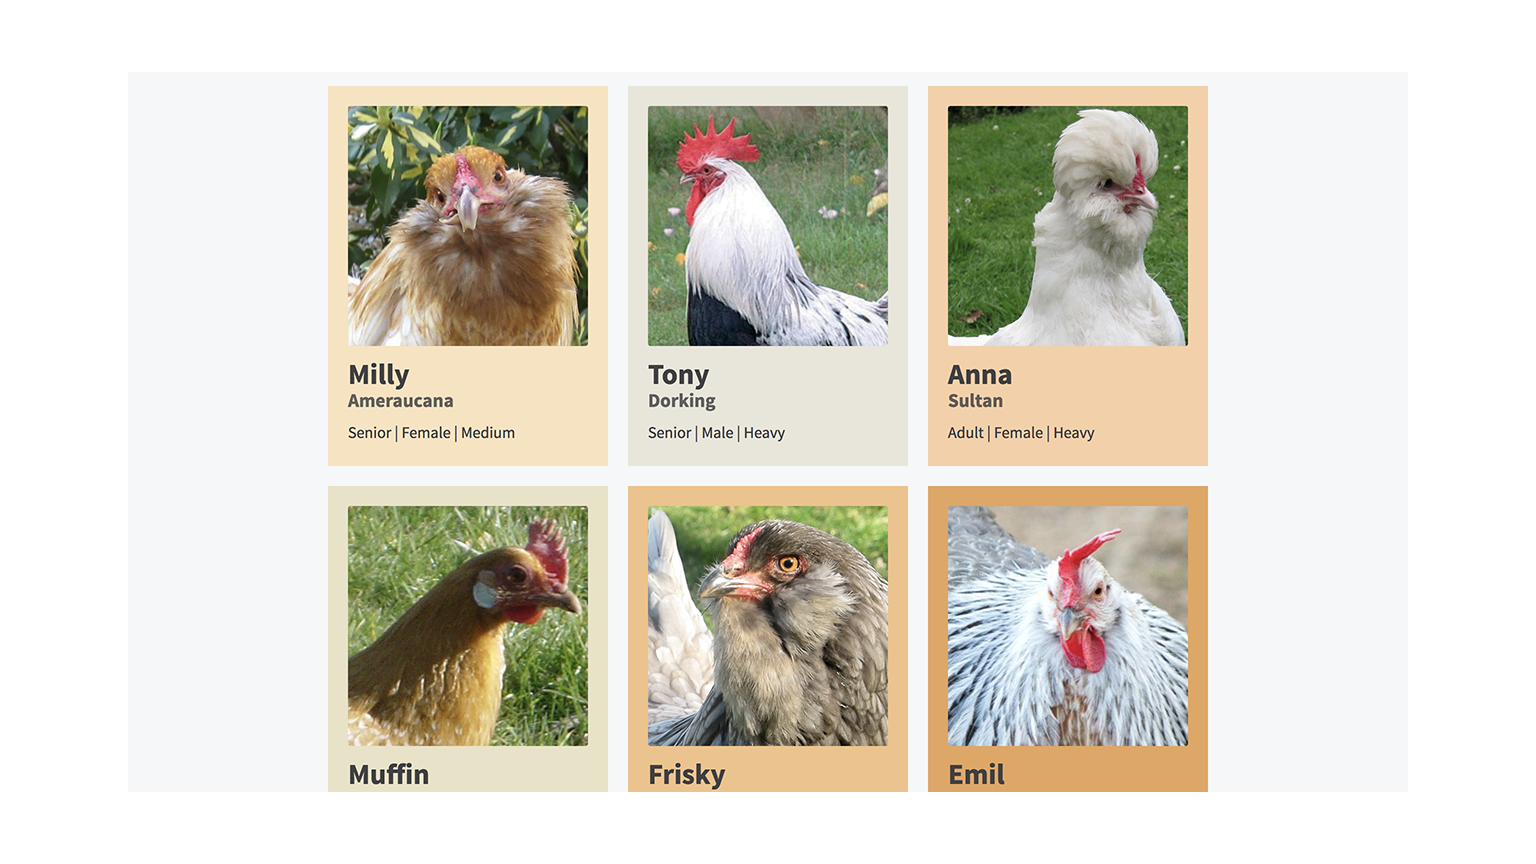 Milly
Ameraucana
Senior | Female | Medium
Tony
Dorking
Senior | Male | Heavy
Anna
Sultan
Adult | Female | Heavy
Muffin
Frisky
Emil